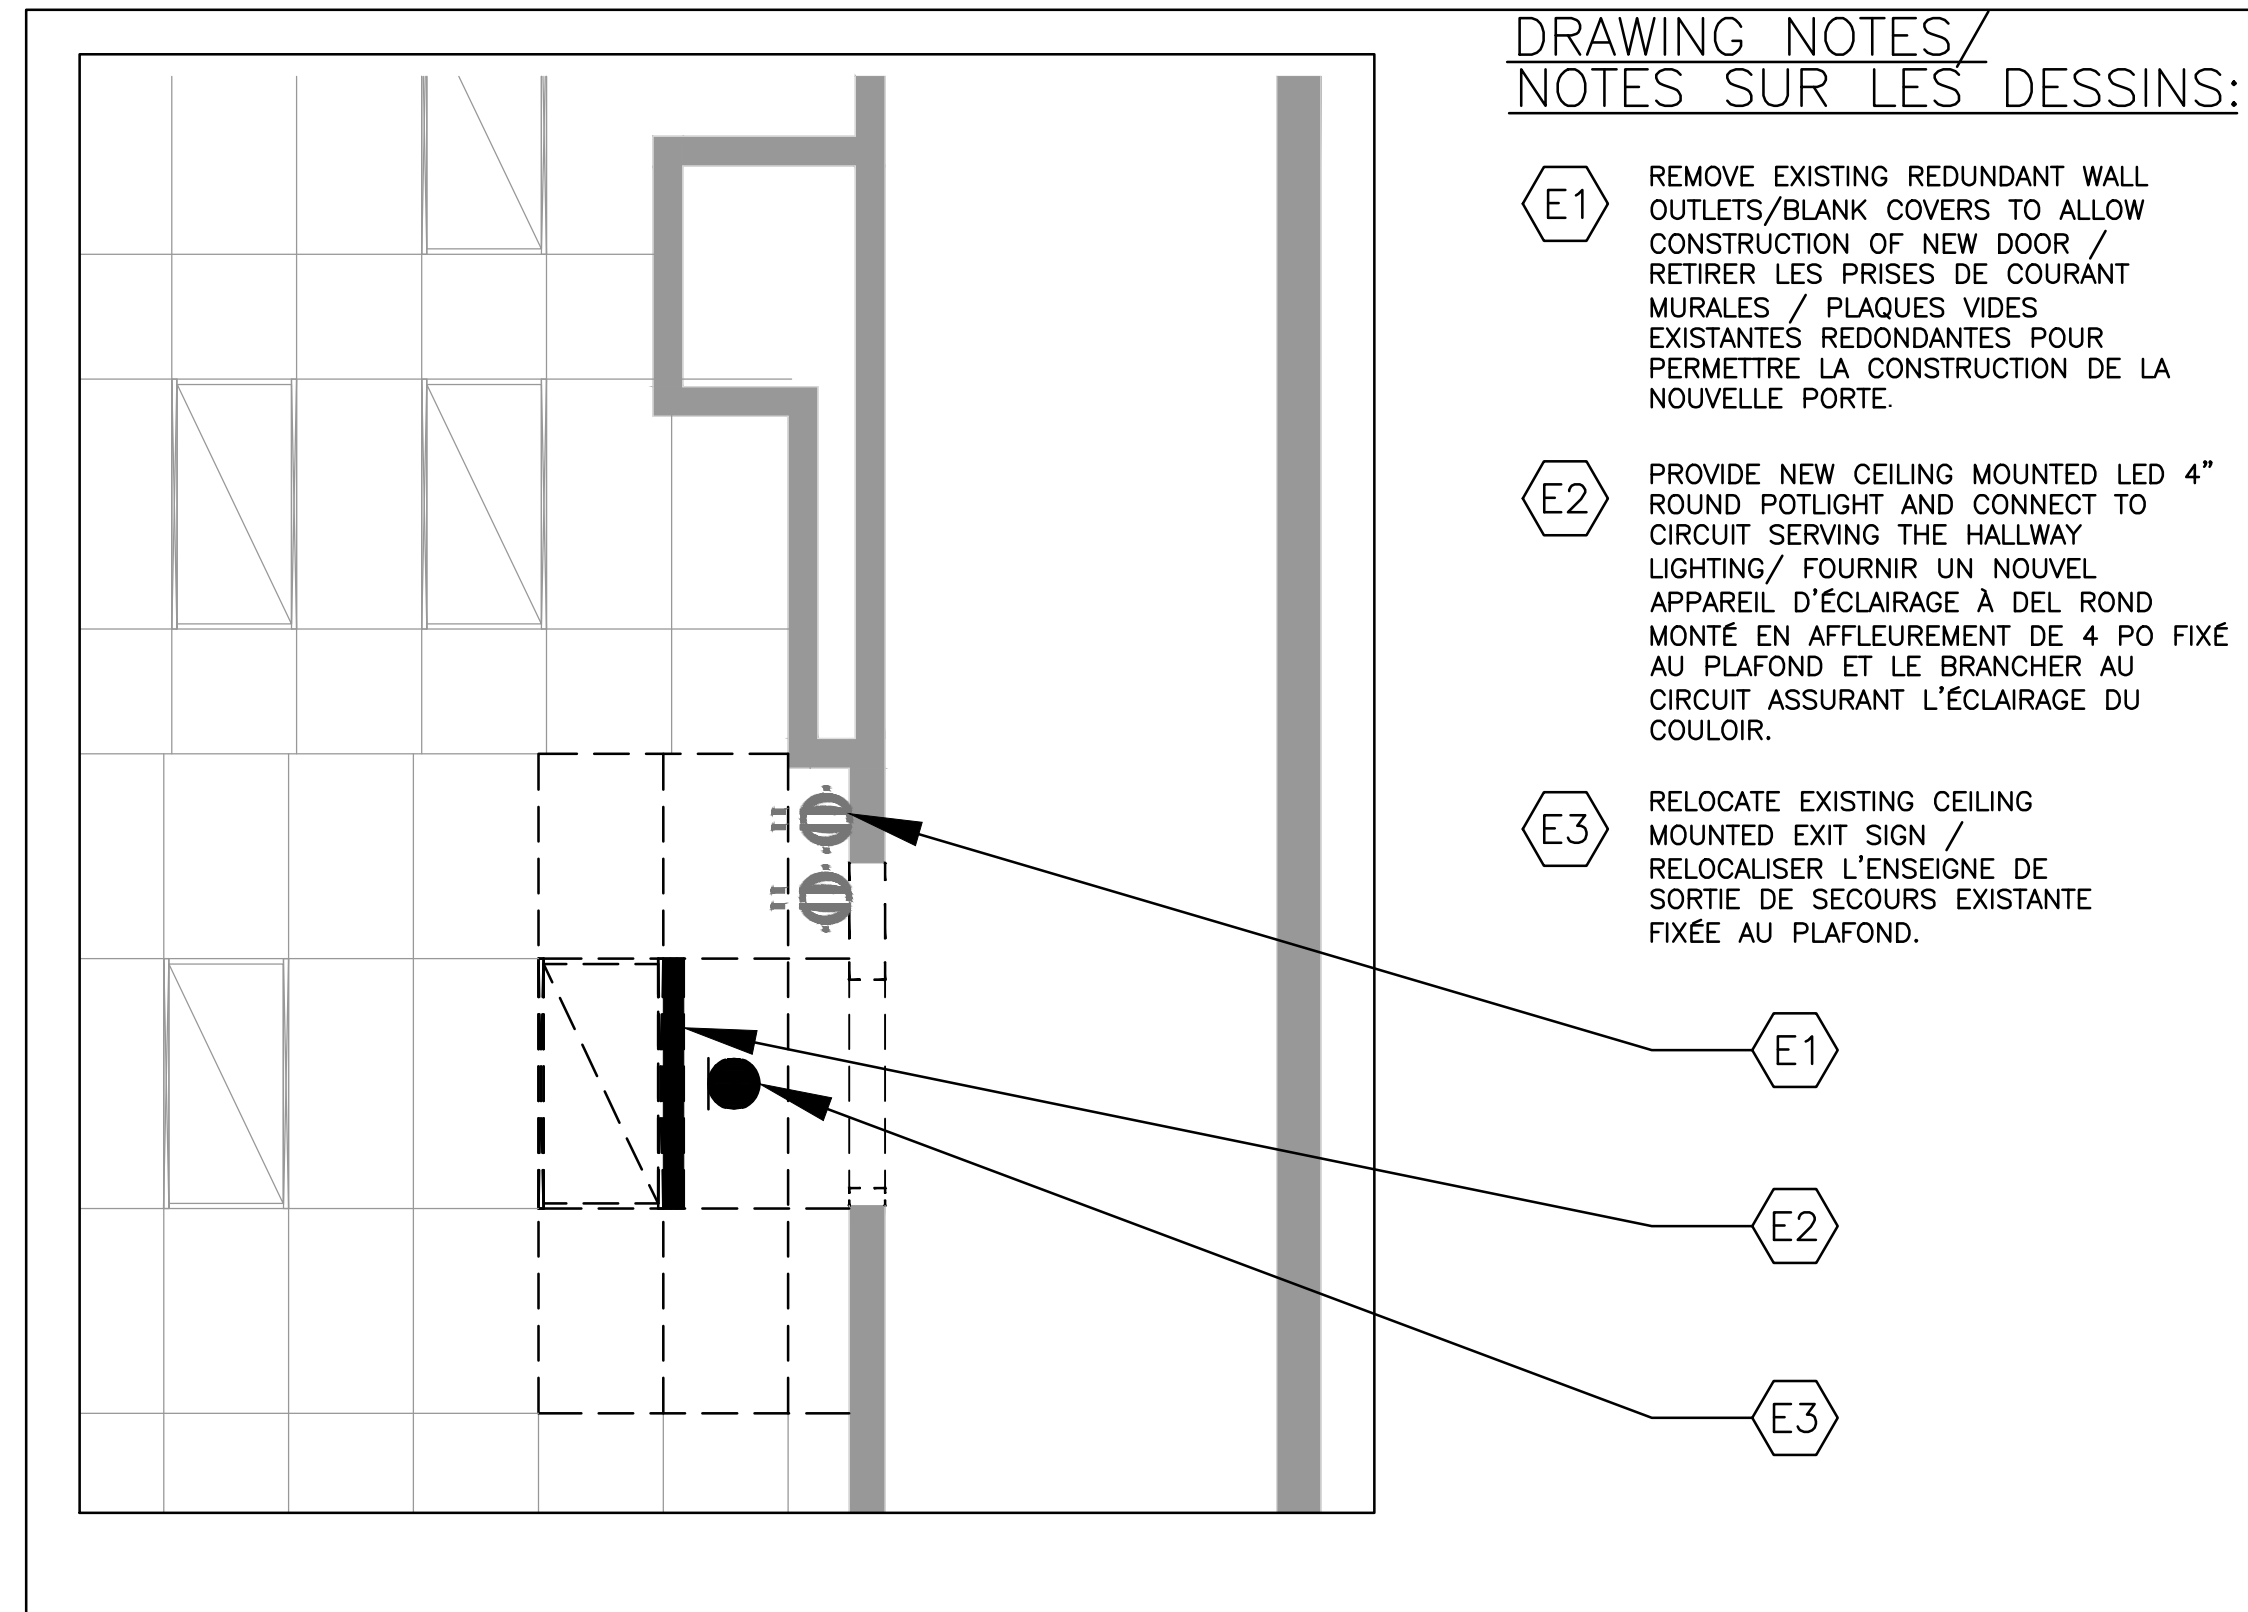 DRAWING NOTES/
NOTES SUR LES DESSINS:
E1
REMOVE EXISTING REDUNDANT WALL
OUTLETS/BLANK COVERS TO ALLOW
CONSTRUCTION OF NEW DOOR /
RETIRER LES PRISES DE COURANT
MURALES / PLAQUES VIDES
EXISTANTES REDONDANTES POUR
PERMETTRE LA CONSTRUCTION DE LA
NOUVELLE PORTE.
E2
PROVIDE NEW CEILING MOUNTED LED 4”
ROUND POTLIGHT AND CONNECT TO
CIRCUIT SERVING THE HALLWAY
LIGHTING/ FOURNIR UN NOUVEL
APPAREIL D'ÉCLAIRAGE À DEL ROND
MONTÉ EN AFFLEUREMENT DE 4 PO FIXÉ
AU PLAFOND ET LE BRANCHER AU
CIRCUIT ASSURANT L'ÉCLAIRAGE DU
COULOIR.
E3
RELOCATE EXISTING CEILING
MOUNTED EXIT SIGN /
RELOCALISER L'ENSEIGNE DE
SORTIE DE SECOURS EXISTANTE
FIXÉE AU PLAFOND.
E1
E2
E3